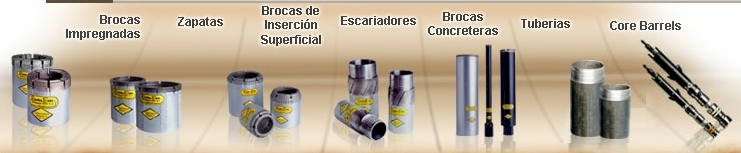 Brocas
Impregnadas
Zapatas
Brocas de
Inserción
Superficial
Escariadores
Brocas
Concreteras
Tuberias
Core Barrels